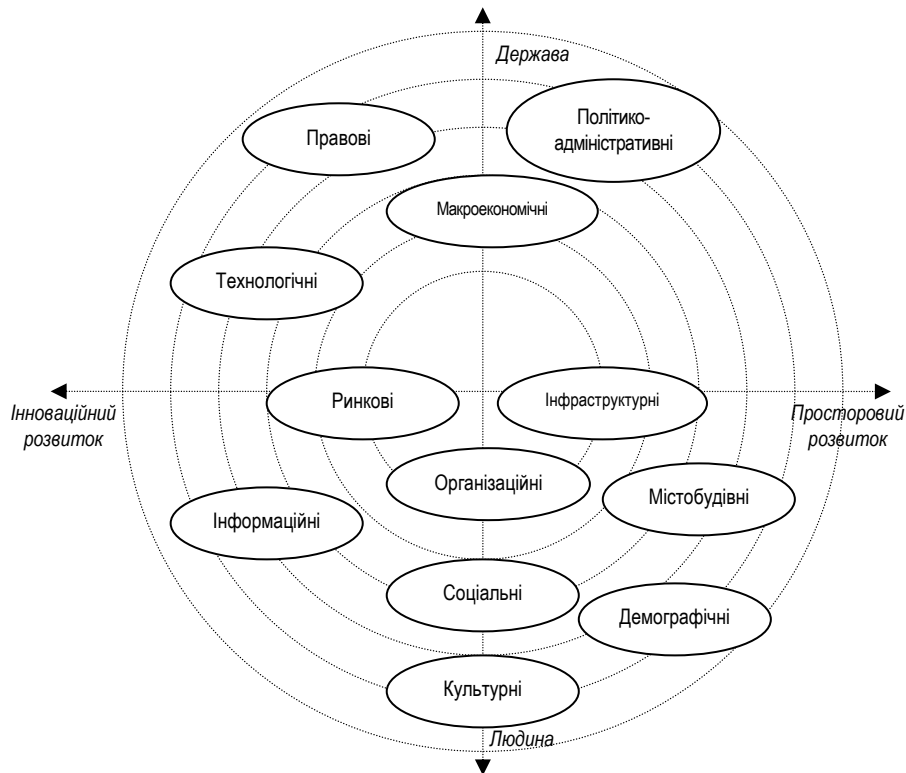 Держава
Політико-
адміністративні
Правові
Макроекономічні
Технологічні
Ринкові
Інфраструктурні
Інноваційний
розвиток
Просторовий
розвиток
Організаційні
Містобудівні
Інформаційні
Соціальні
Демографічні
Культурні
Людина